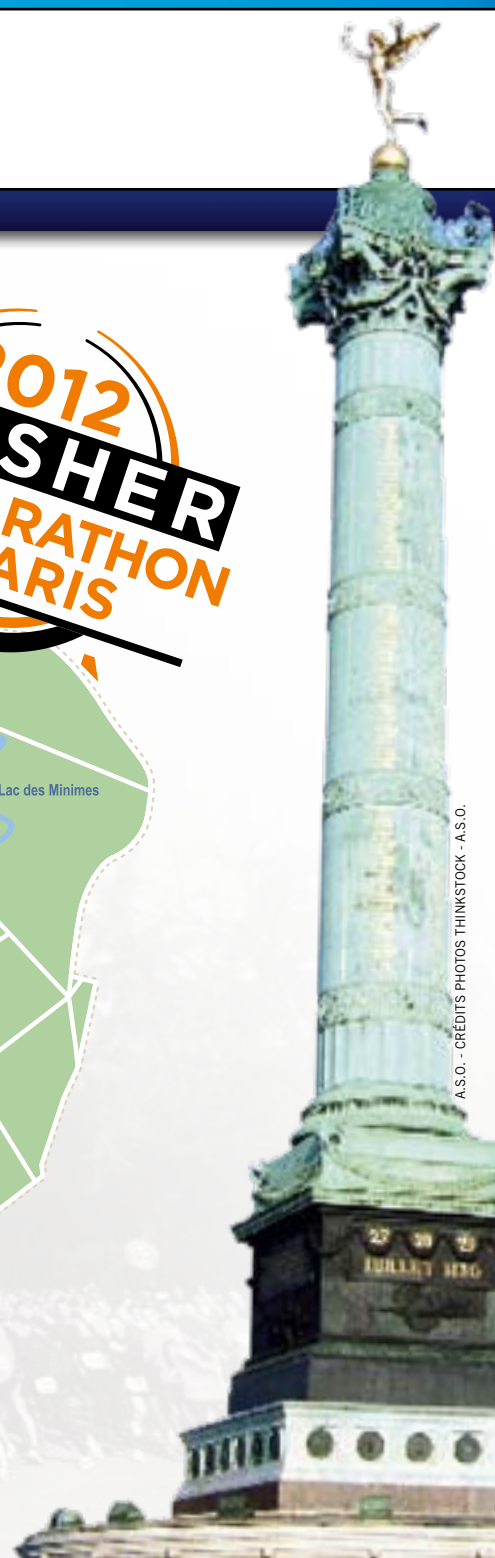 2012
SHER
RATHON
ARIS
Lac des Minimes
A.S.O. - CRÉDITS PHOTOS THINKSTOCK - A.S.O.
27 28 29
JUILLET 1830